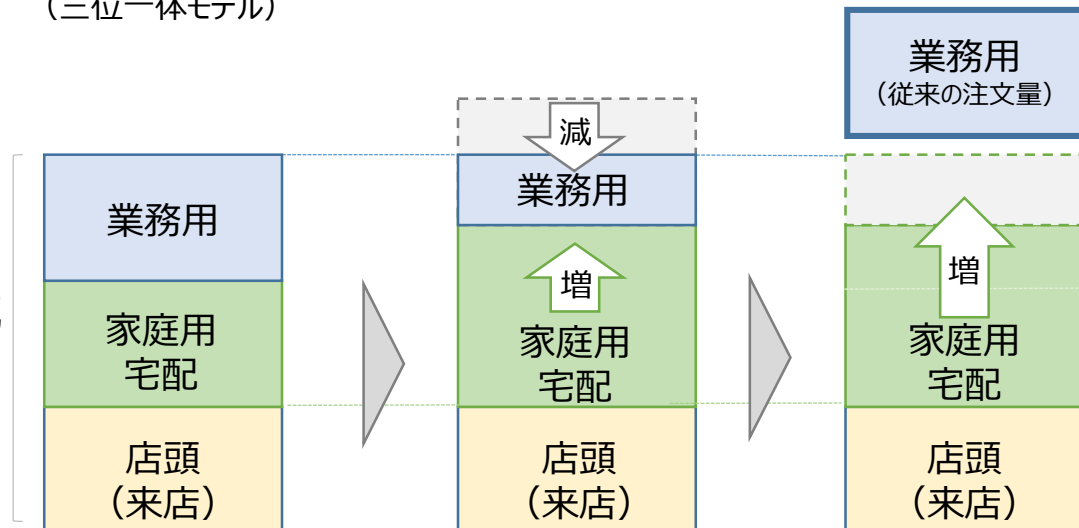 (三位一体モデル)
業務用
家庭用
宅配
店頭
(来店)
減
業務用
増
家庭用
宅配
店頭
(来店)
業務用
(従来の注文量)
増
家庭用
宅配
店頭
(来店)